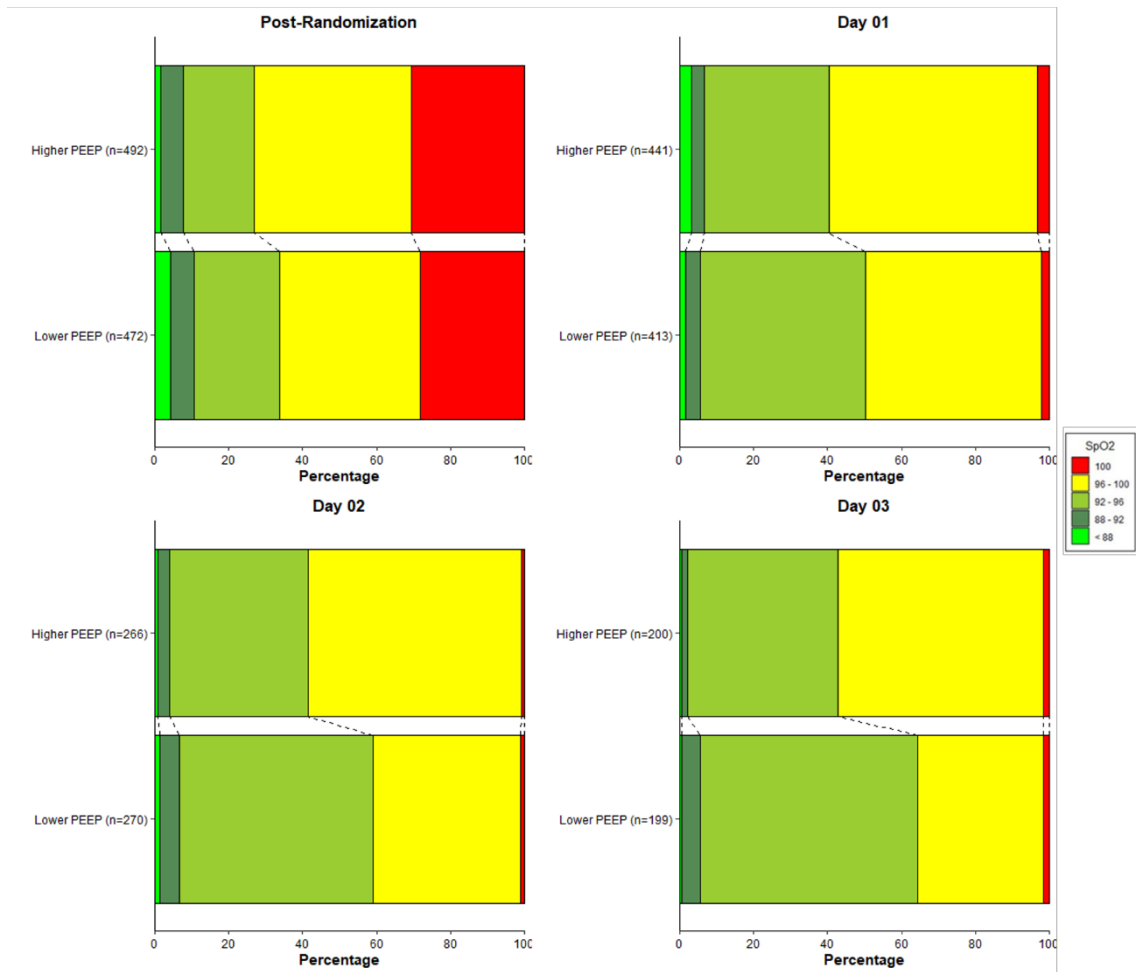 Post-Randomization
Higher PEEP (n=492)
Lower PEEP (n=472)
0 20 40 60 80 100
Percentage
Day 01
Higher PEEP (n=441)
Lower PEEP (n=413)
0 20 40 60 80 100
Percentage
SpO2
100
96 - 100
92 - 96
88 - 92
< 88
Day 02
Higher PEEP (n=266)
Lower PEEP (n=270)
0 20 40 60 80 100
Percentage
Day 03
Higher PEEP (n=200)
Lower PEEP (n=199)
0 20 40 60 80 100
Percentage